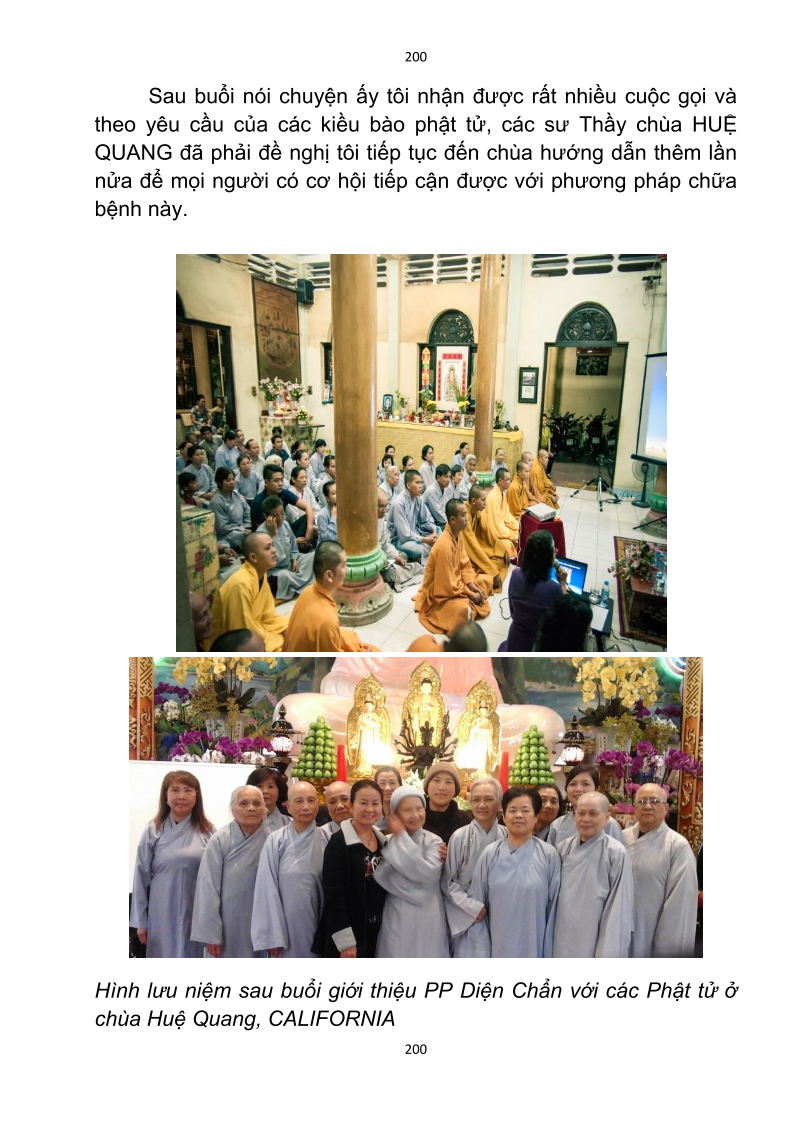 200
Sau buổi nói chuyện ấy tôi nhận được rất nhiều cuộc gọi và
theo yêu cầu của các kiều bào phật tử, các sư Thầy chùa HUỆ
QUANG đã phải đề nghị tôi tiếp tục đến chùa hướng dẫn thêm lần
nửa để mọi người có cơ hội tiếp cận được với phương pháp chữa
bệnh này.
Hình lưu niệm sau buổi giới thiệu PP Diện Chẩn với các Phật tử ở
chùa Huệ Quang, CALIFORNIA
200